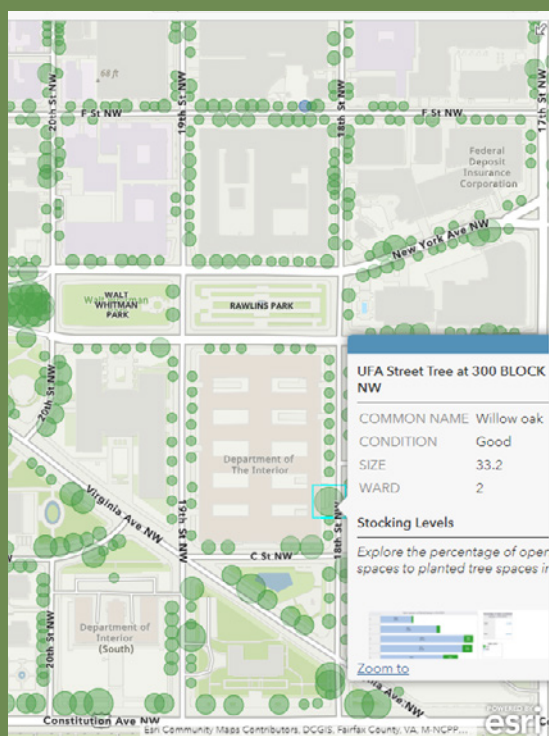 68 ft
20th St NW
F St NW
19th St NW
18th St NW
F St NW
17th St NW
Federal
Deposit
Insurance
Corporation
New York Ave NW
WALT
WHITMAN
PARK
RAWLINS PARK
20th St NW
UFA Street Tree at 300 BLOCK
NW
COMMON NAME Willow oak
CONDITION Good
SIZE 33.2
WARD 2
Department of
The Interior
Virginia Ave NW
19th St NW
18th St NW
Stocking Levels
Explore the percentage of open
spaces to planted tree spaces in
C St NW
Department of
Interior
(South)
20th St NW
Zoom to
Constitution Ave NW
Esri Community Maps Contributors, DCGIS, Fairfax County, VA, M-NCPP...
POWERED BY
esri